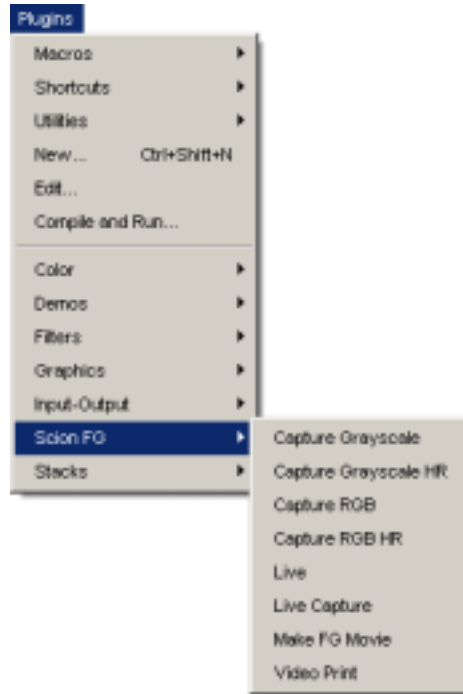 Plugins
Macros
Shortcuts
Utilities
New... Ctrl+Shift+N
Edit...
Compile and Run...
Color
Demos
Filters
Graphics
Input-Output
Scion FG
Stacks
Capture Grayscale
Capture Grayscale HR
Capture RGB
Capture RGB HR
Live
Live Capture
Make FG Movie
Video Print